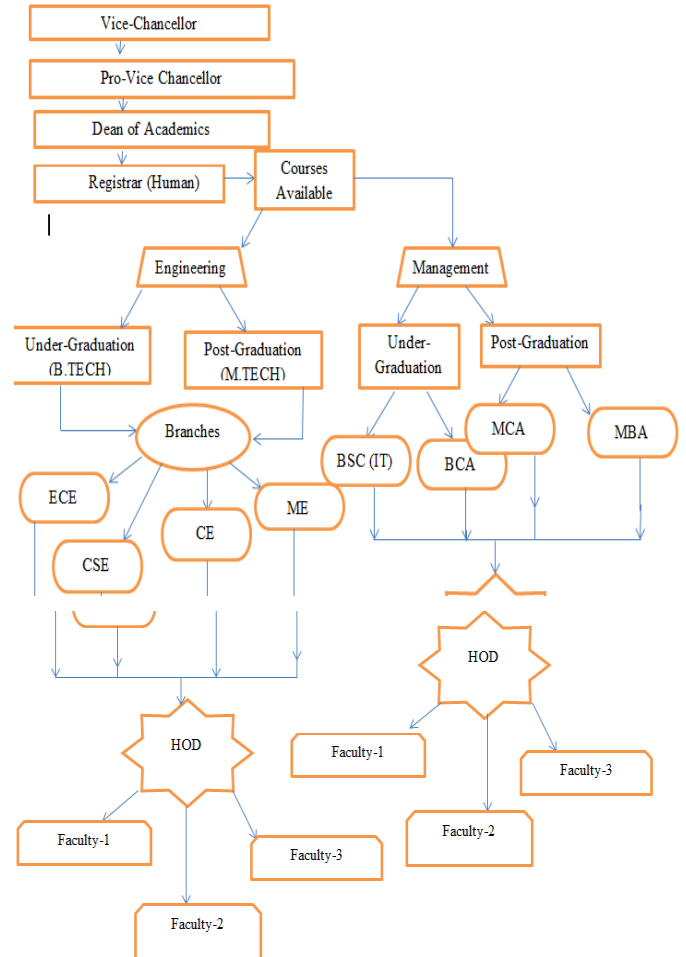 Vice-Chancellor
Pro-Vice Chancellor
Dean of Academics
Registrar (Human)
Courses
Available
Engineering
Management
Under-Graduation
(B.TECH)
Post-Graduation
(M.TECH)
Under-
Graduation
Post-Graduation
Branches
BSC (IT)
BCA
MCA
MBA
ECE
CSE
CE
ME
HOD
Faculty-1
Faculty-2
Faculty-3
HOD
Faculty-1
Faculty-2
Faculty-3